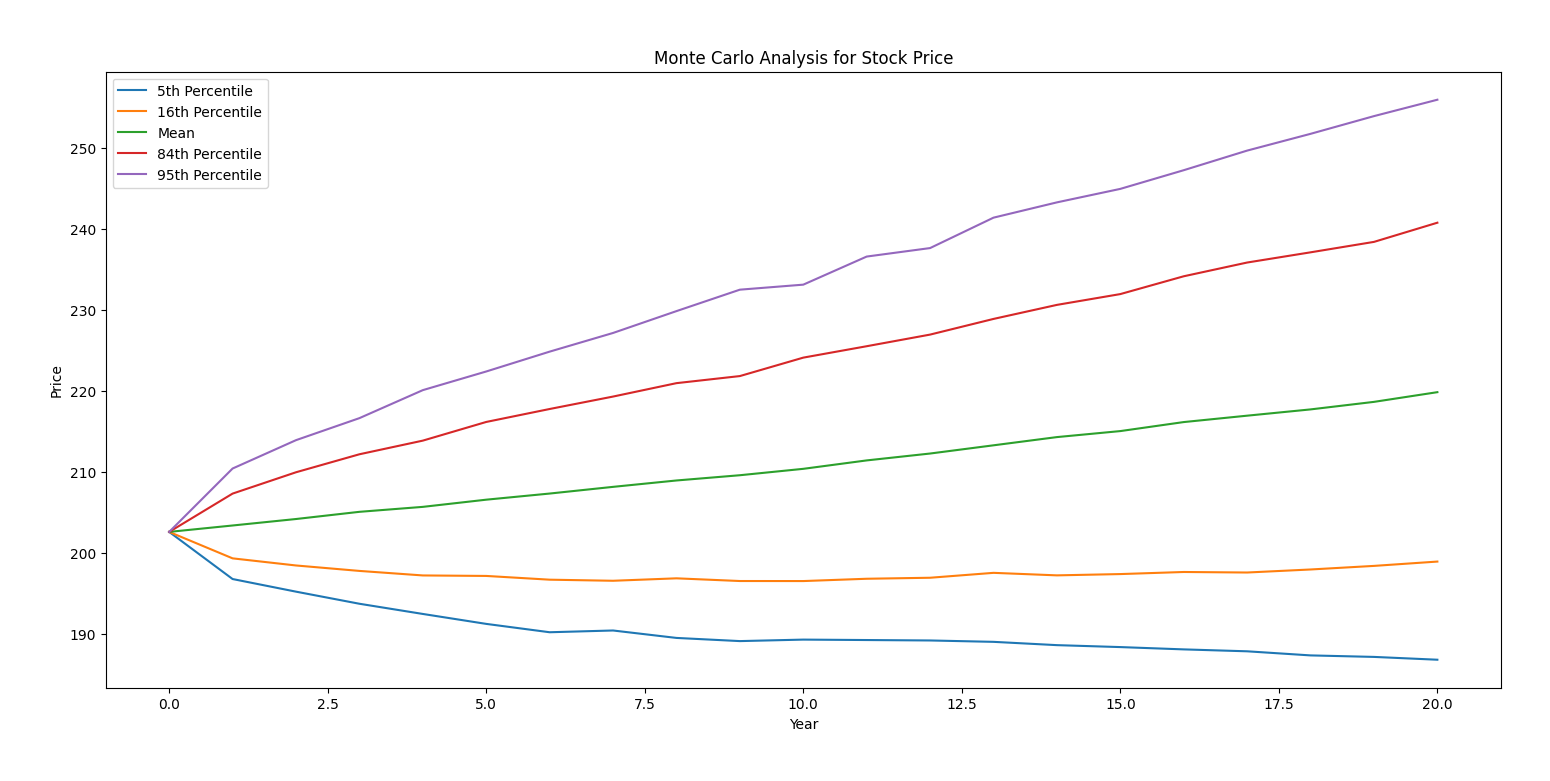 Monte Carlo Analysis for Stock Price
5th Percentile
16th Percentile
Mean
84th Percentile
95th Percentile
250
240
230
220
210
200
190
Price
0.0 2.5 5.0 7.5 10.0 12.5 15.0 17.5 20.0
Year